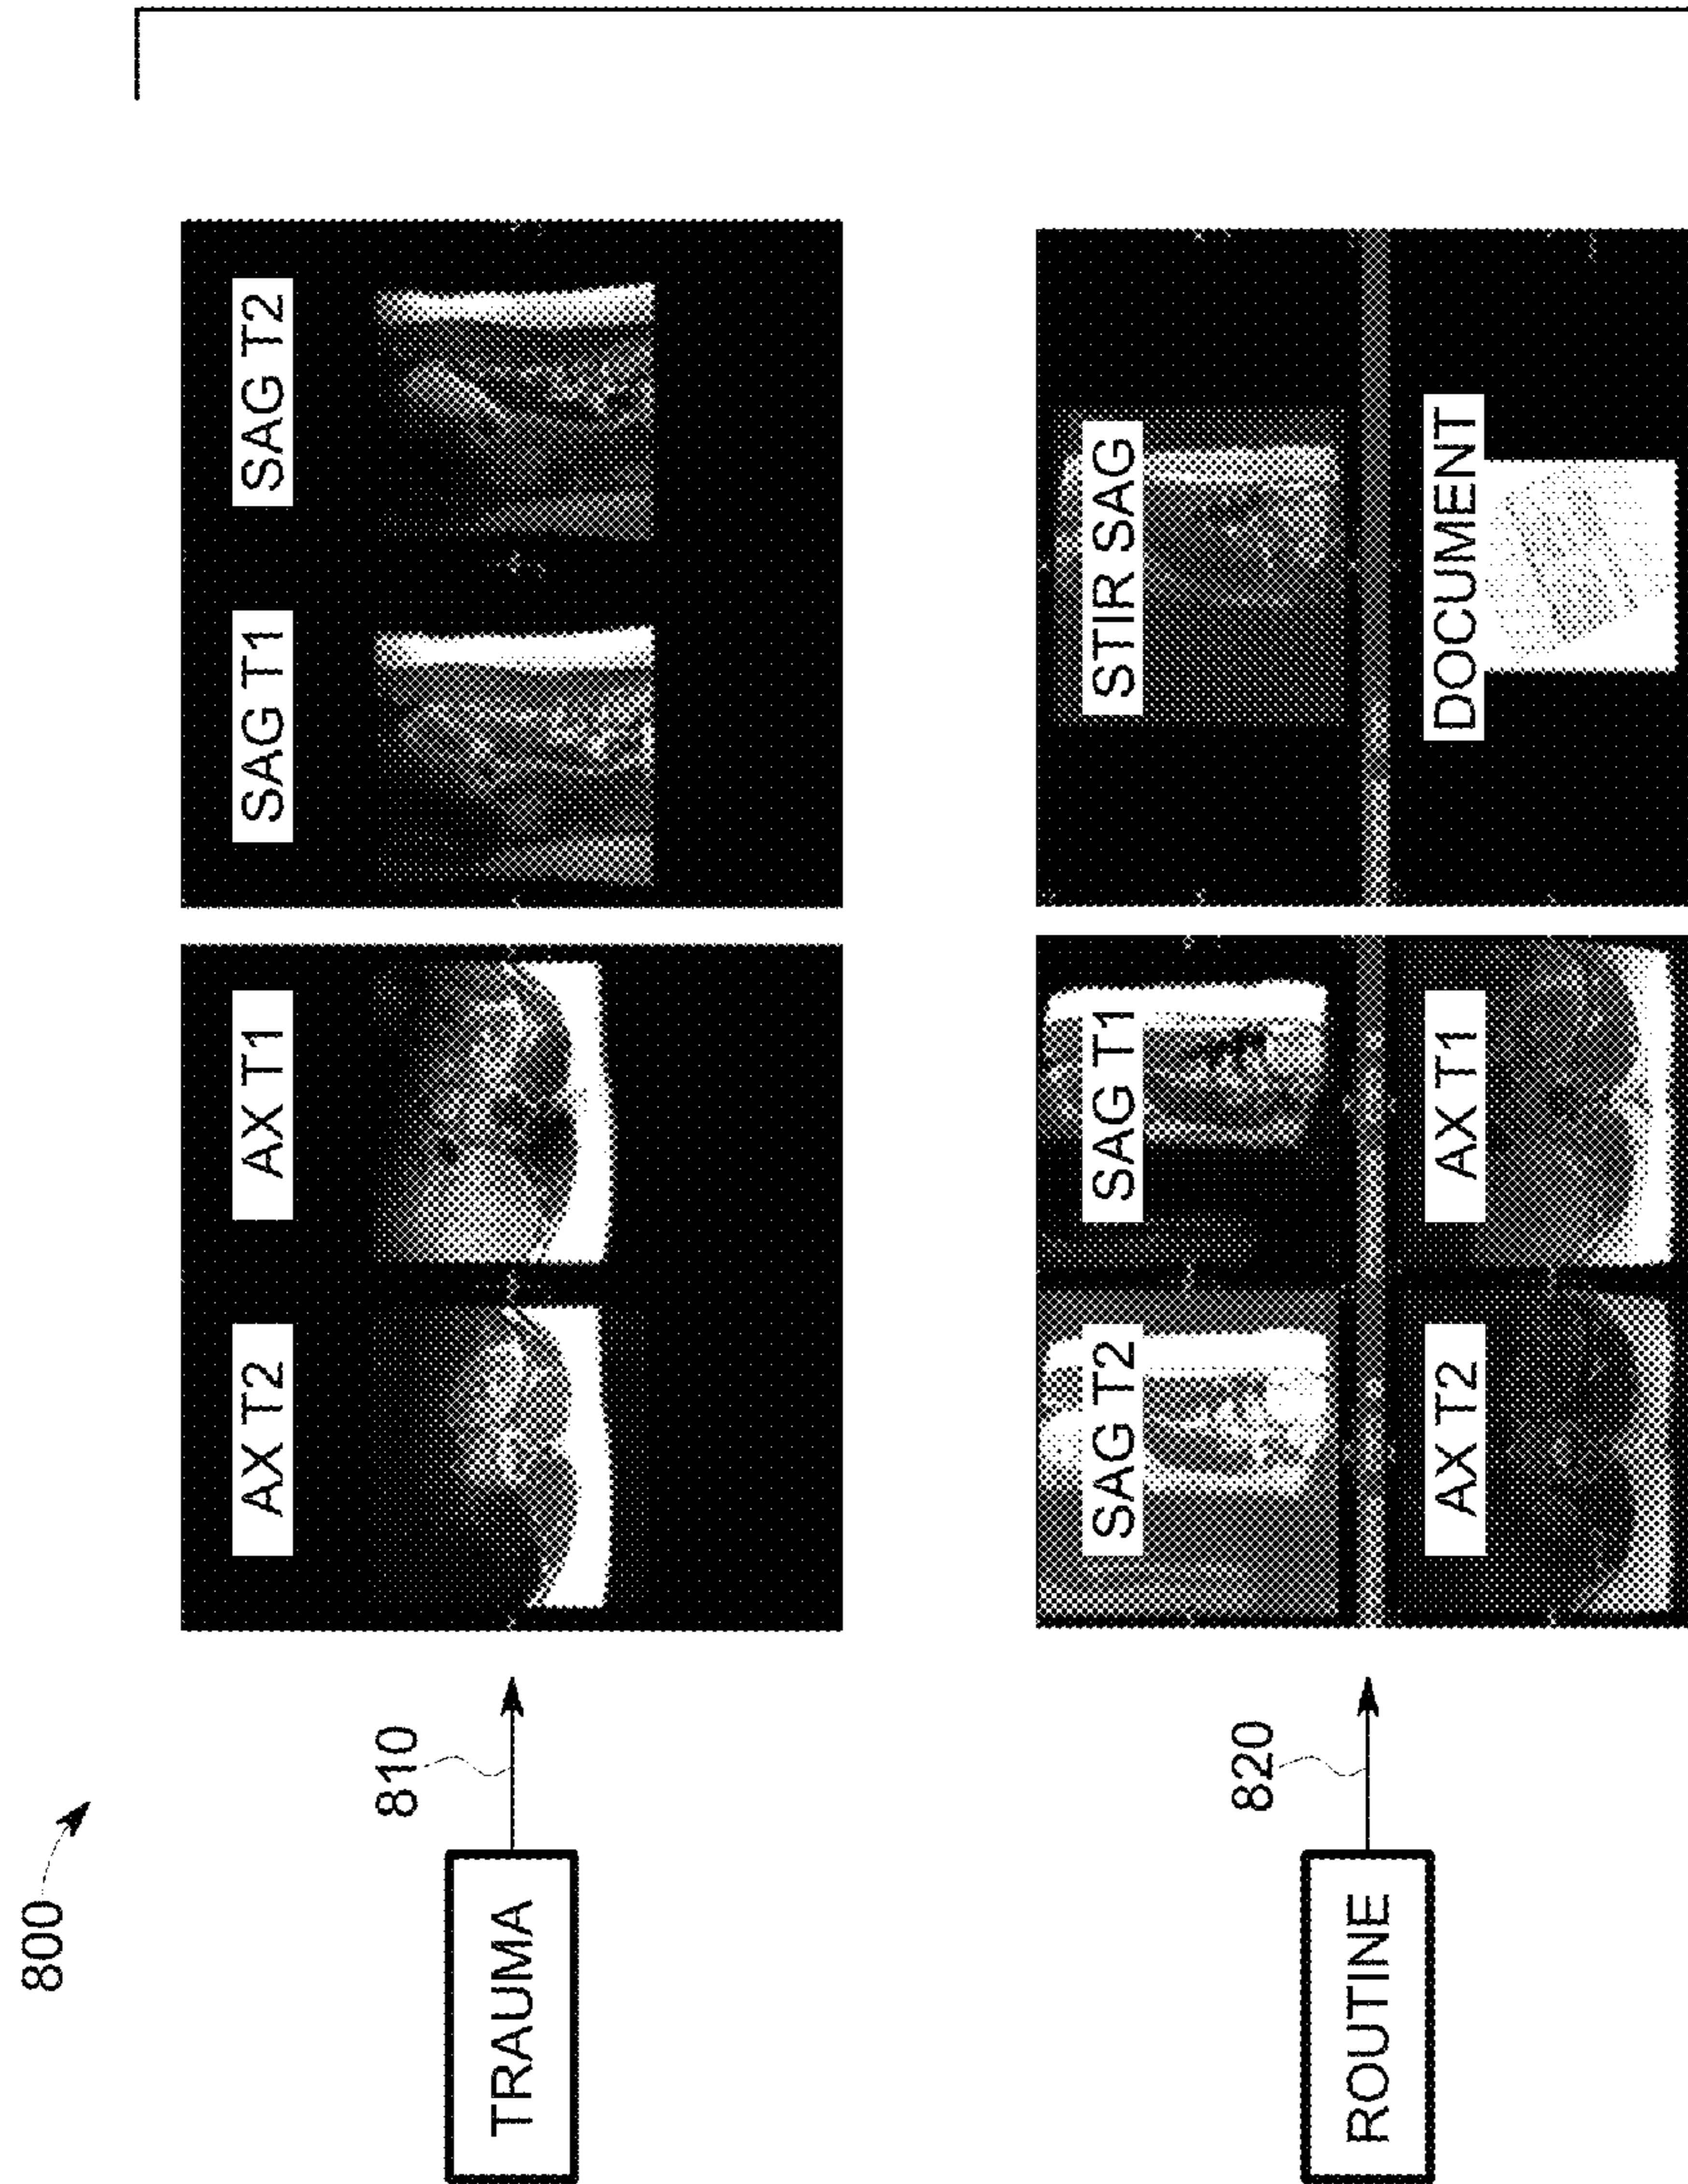 800
TRAUMA
810
AX T2
AX T1
SAG T1
SAG T2
ROUTINE
820
SAG T2
SAG T1
STIR SAG
AX T2
AX T1
DOCUMENT